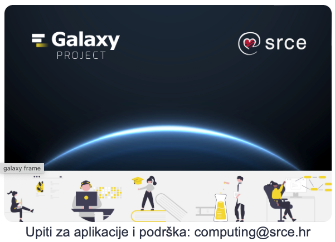 Galaxy
PROJECT
srce
galaxy frame
Upiti za aplikacije i podrška: computing@srce.hr